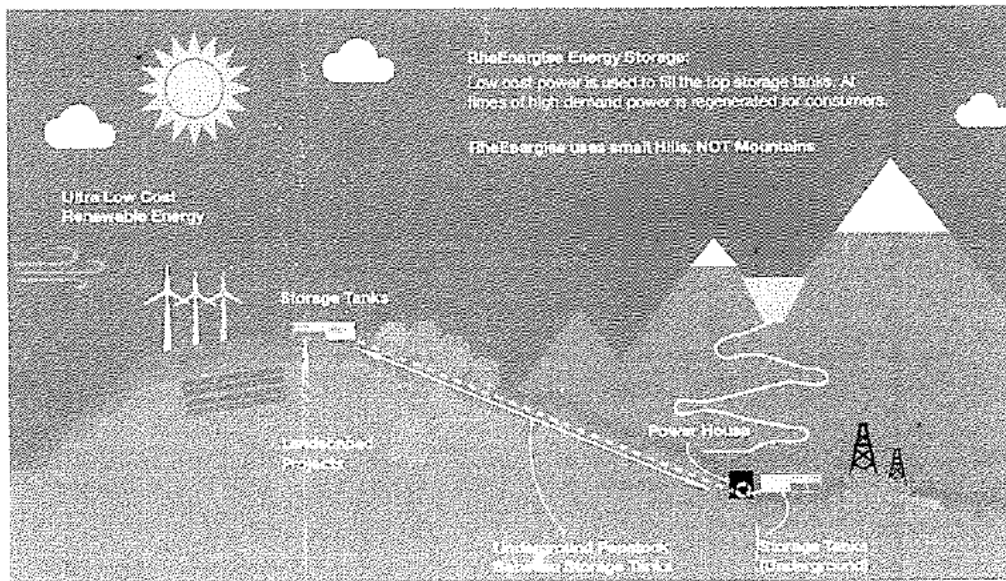 RheEnergise Energy Storage:
Low cost power is used to fill the top storage tanks. At
times of high demand power is regenerated for consumers.
RheEnergise uses small Hills, NOT Mountains
Ultra Low Cost
Renewable Energy
Storage Tanks
Landscaped
Projects
Power House
Underground Penstock
Between Storage Tanks
Storage Tanks
(Underground)